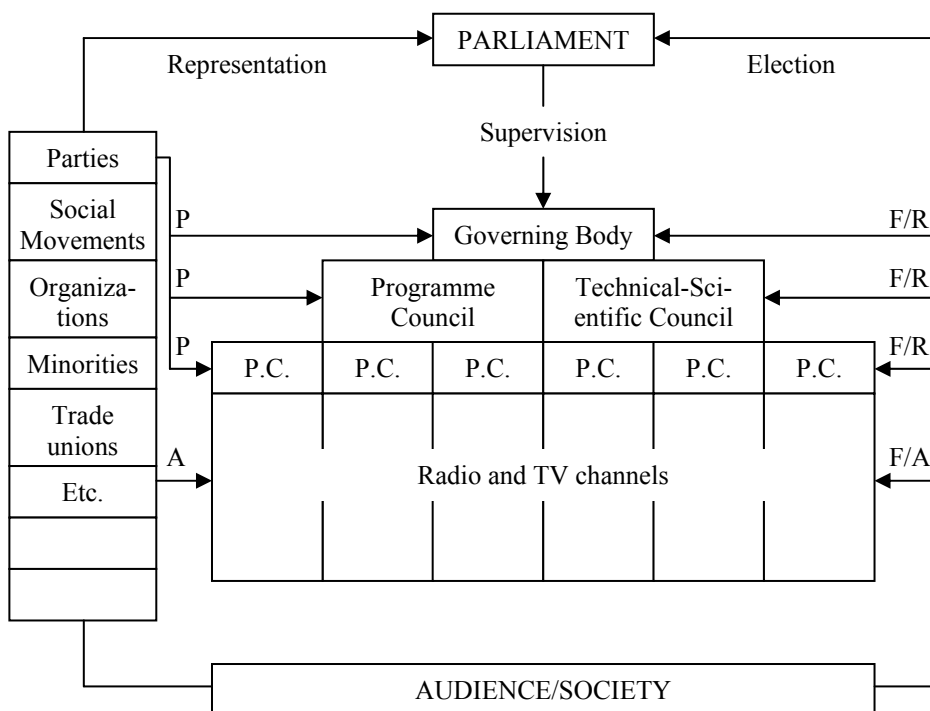 PARLIAMENT
Representation
Election
Supervision
Parties
Social
Movements
Organiza-
tions
Minorities
Trade
unions
Etc.
P
P
P
A
Governing Body
Programme
Council
Technical-Sci-
entific Council
P.C. P.C. P.C. P.C. P.C. P.C.
Radio and TV channels
F/R
F/R
F/R
F/A
AUDIENCE/SOCIETY